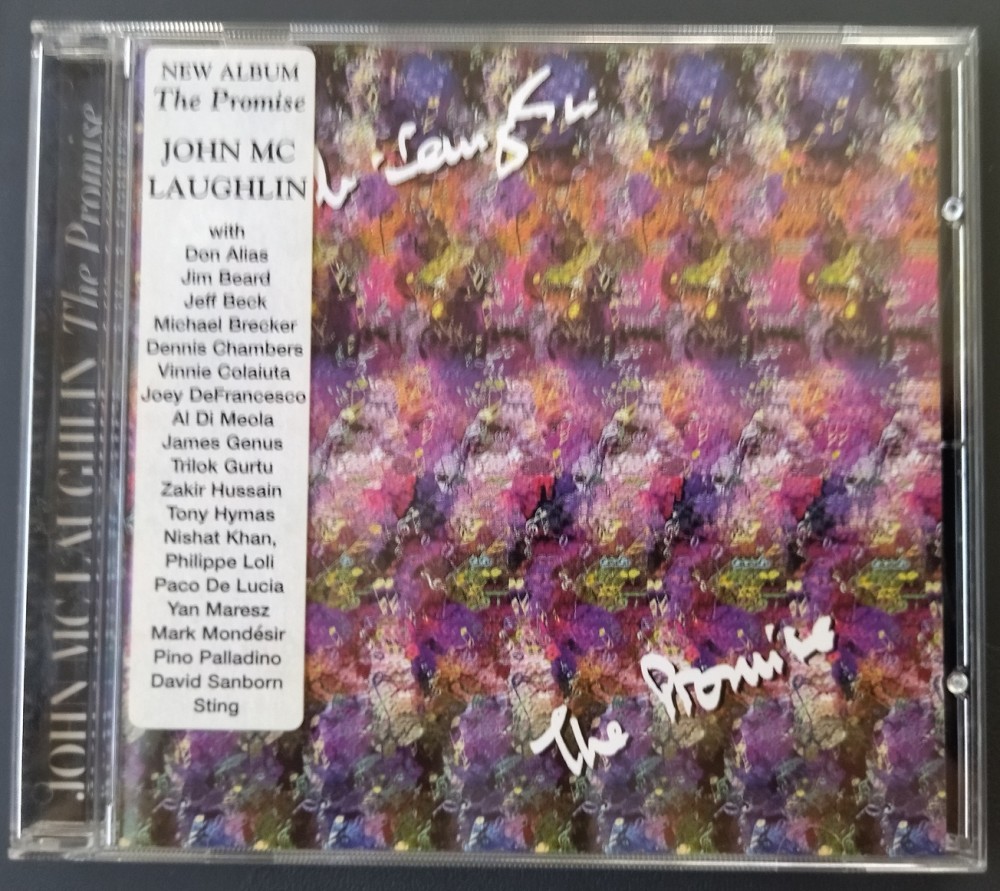 JOHN MCLAUGHLIN The Promise
NEW ALBUM
The Promise
JOHN MC
LAUGHLIN
with
Don Alias
Jim Beard
Jeff Beck
Michael Brecker
Dennis Chambers
Vinnie Colaiuta
Joey DeFrancesco
Al Di Meola
James Genus
Trilok Gurtu
Zakir Hussain
Tony Hymas
Nishat Khan,
Philippe Loli
Paco De Lucia
Yan Maresz
Mark Mondésir
Pino Palladino
David Sanborn
Sting
The Promise